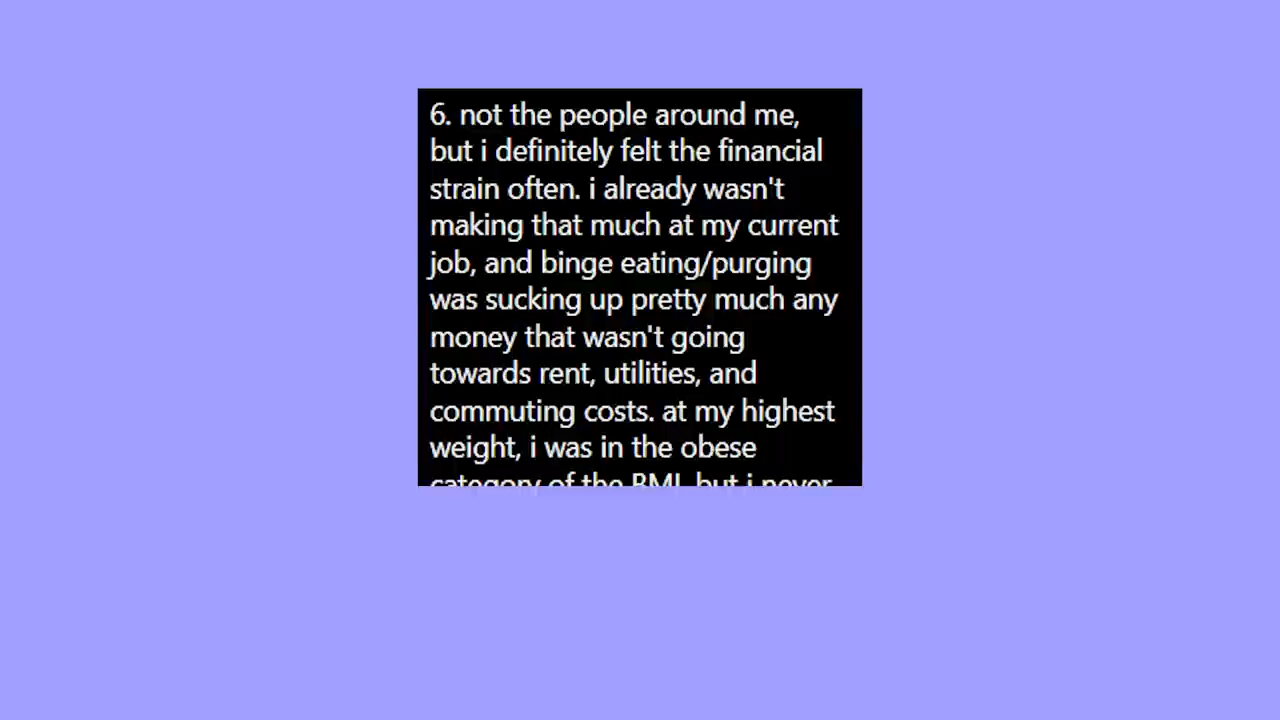 6. not the people around me,
but i definitely felt the financial
strain often. i already wasn't
making that much at my current
job, and binge eating/purging
was sucking up pretty much any
money that wasn't going
towards rent, utilities, and
commuting costs. at my highest
weight, i was in the obese
category of the BMI, but i never